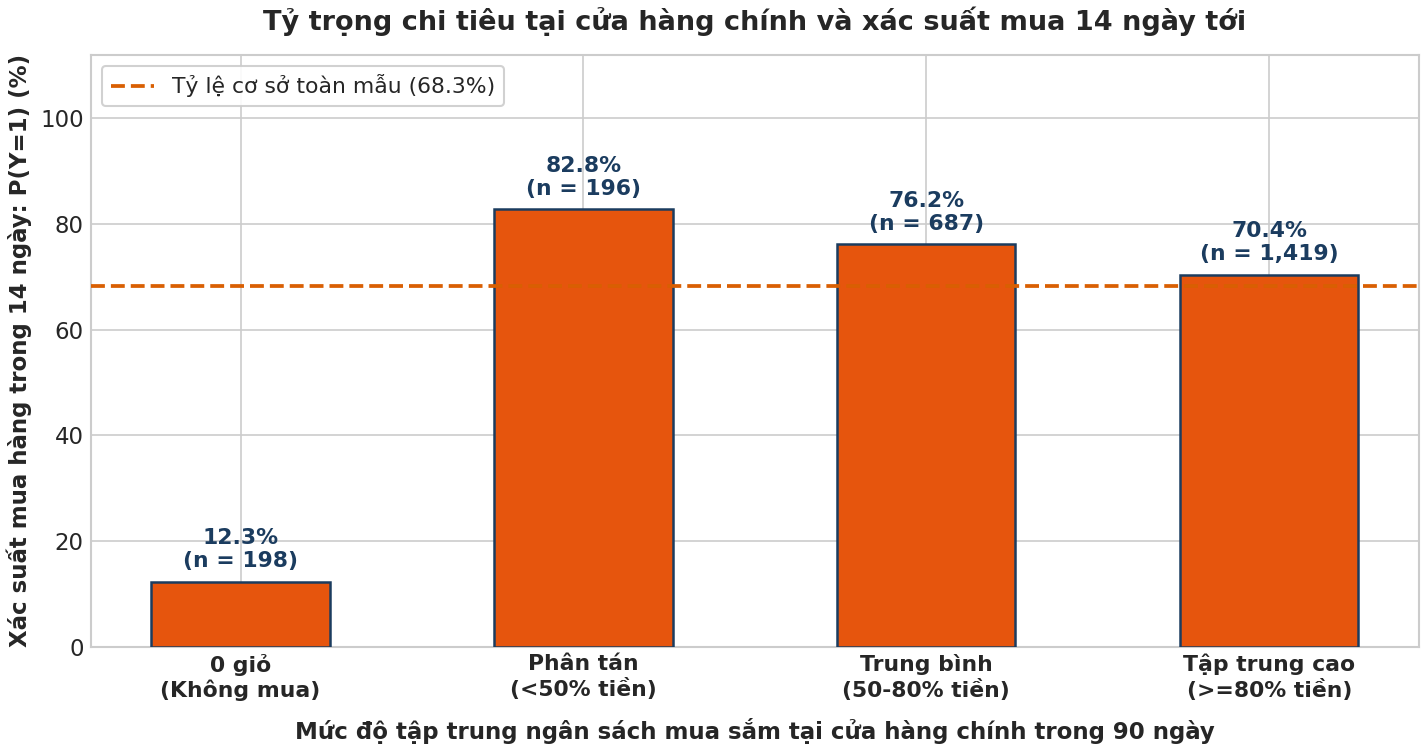 Tỷ trọng chi tiêu tại cửa hàng chính và xác suất mua 14 ngày tới
Tỷ lệ cơ sở toàn mẫu (68.3%)
Xác suất mua hàng trong 14 ngày: P(Y=1) (%)
100
80
60
40
20
0
12.3%
(n = 198)
82.8%
(n = 196)
76.2%
(n = 687)
70.4%
(n = 1,419)
0 giỏ
(Không mua)
Phân tán
(<50% tiền)
Trung bình
(50-80% tiền)
Tập trung cao
(>=80% tiền)
Mức độ tập trung ngân sách mua sắm tại cửa hàng chính trong 90 ngày